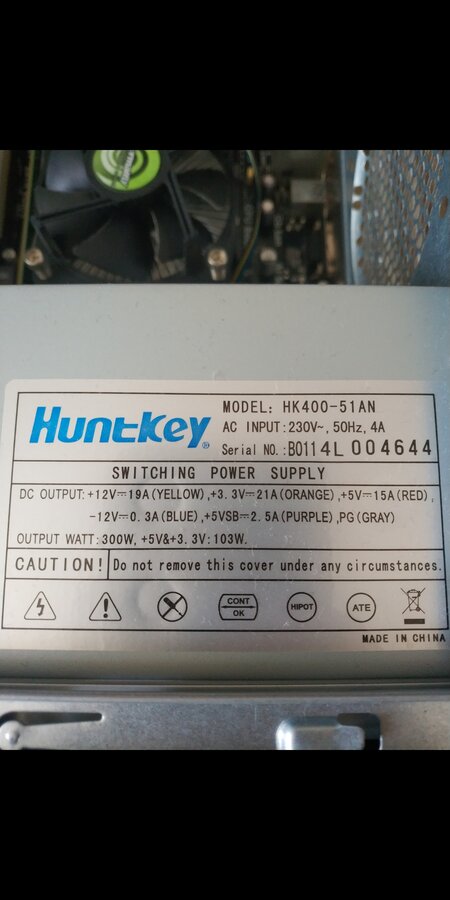 Huntkey®
MODEL: HK400-51AN
AC INPUT:230V~, 50Hz, 4A
Serial NO.:B0114L 004644
SWITCHING POWER SUPPLY
DC OUTPUT:+12V⎓19A(YELLOW),+3.3V⎓21A(ORANGE),+5V⎓15A(RED),
-12V⎓0.3A(BLUE),+5VSB⎓2.5A(PURPLE),PG(GRAY)
OUTPUT WATT:300W, +5V&+3.3V:103W.
CAUTION! Do not remove this cover under any circumstances.
CONT
OK
HIPOT
ATE
MADE IN CHINA